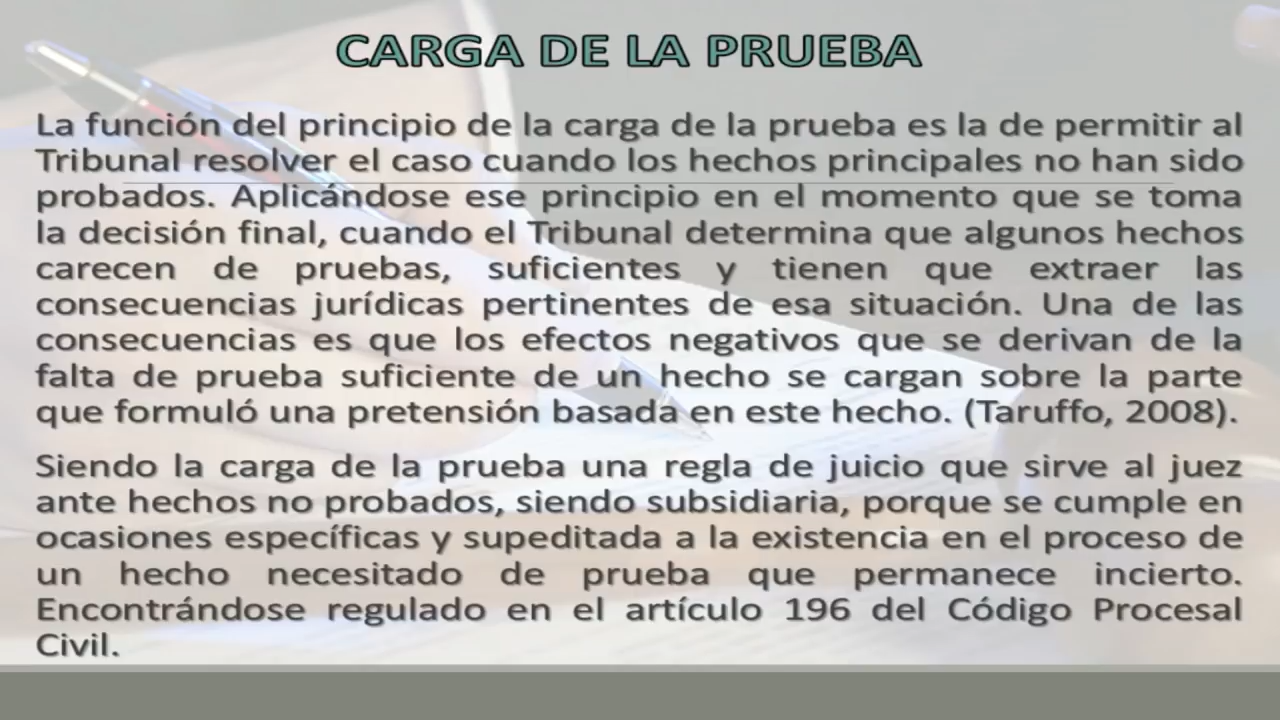 CARGA DE LA PRUEBA
La función del principio de la carga de la prueba es la de permitir al
Tribunal resolver el caso cuando los hechos principales no han sido
probados. Aplicándose ese principio en el momento que se toma
la decisión final, cuando el Tribunal determina que algunos hechos
carecen de pruebas, suficientes y tienen que extraer las
consecuencias jurídicas pertinentes de esa situación. Una de las
consecuencias es que los efectos negativos que se derivan de la
falta de prueba suficiente de un hecho se cargan sobre la parte
que formuló una pretensión basada en este hecho. (Taruffo, 2008).
Siendo la carga de la prueba una regla de juicio que sirve al juez
ante hechos no probados, siendo subsidiaria, porque se cumple en
ocasiones específicas y supeditada a la existencia en el proceso de
un hecho necesitado de prueba que permanece incierto.
Encontrándose regulado en el artículo 196 del Código Procesal
Civil.